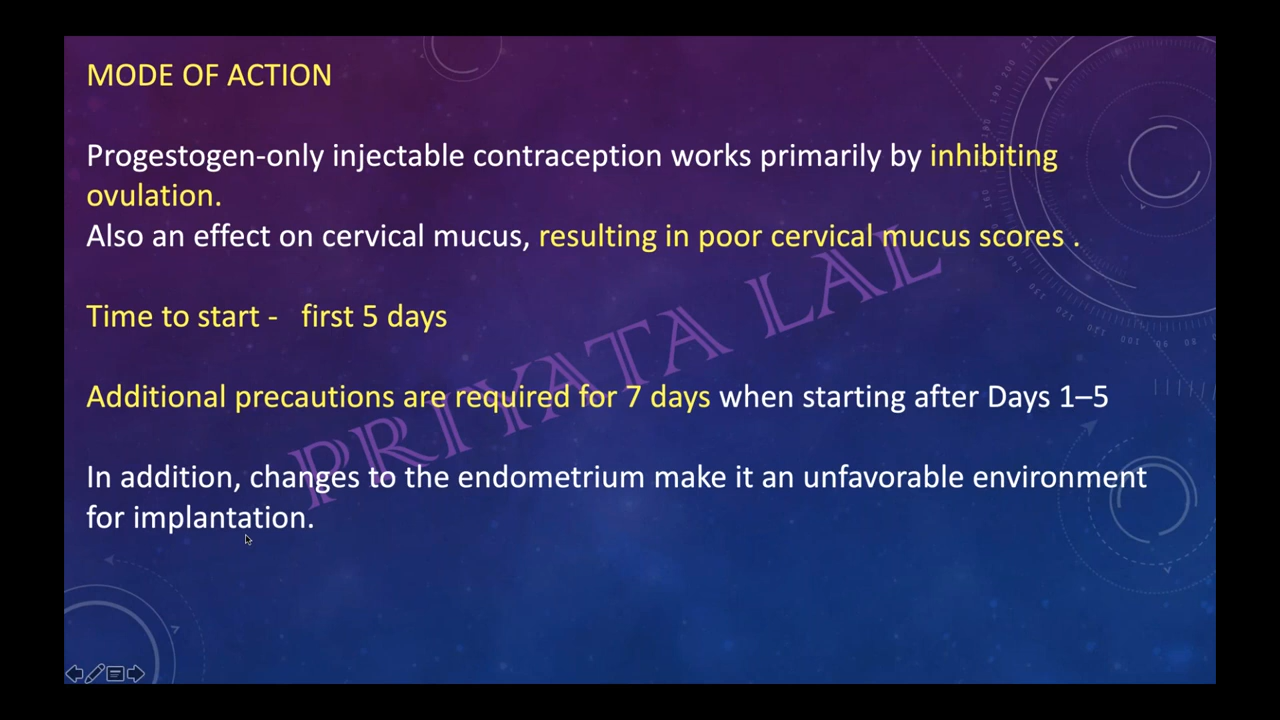 MODE OF ACTION
Progestogen-only injectable contraception works primarily by inhibiting
ovulation.
Also an effect on cervical mucus, resulting in poor cervical mucus scores .
Time to start - first 5 days
Additional precautions are required for 7 days when starting after Days 1–5
In addition, changes to the endometrium make it an unfavorable environment
for implantation.
PRIYATA LAL